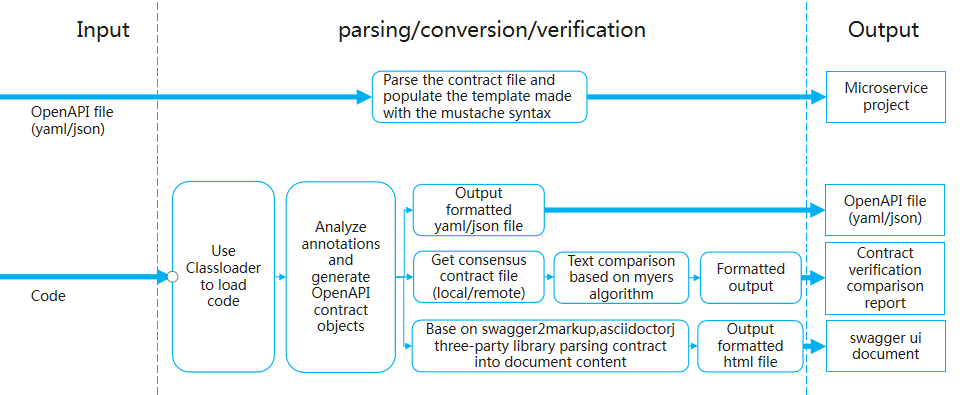 Input
parsing/conversion/verification
Output
OpenAPI file
(yaml/json)
Parse the contract file and
populate the template made
with the mustache syntax
Microservice
project
Code
Use
Classloader
to load
code
Analyze
annotations
and
generate
OpenAPI
contract
objects
Output
formatted
yaml/json file
OpenAPI file
(yaml/json)
Get consensus
contract file
(local/remote)
Text comparison
based on myers
algorithm
Formatted
output
Contract
verification
comparison
report
Base on swagger2markup,asciidoctorj
three-party library parsing contract
into document content
Output
formatted
html file
swagger ui
document